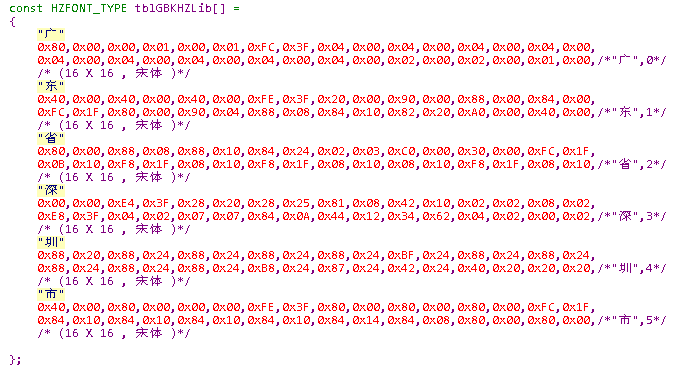 const HZFONT_TYPE tblGBKHZLib[] =
{
"广"
0x80,0x00,0x00,0x01,0x00,0x01,0xFC,0x3F,0x04,0x00,0x04,0x00,0x04,0x00,0x04,0x00,
0x04,0x00,0x04,0x00,0x04,0x00,0x04,0x00,0x04,0x00,0x02,0x00,0x02,0x00,0x01,0x00,/*"广",0*/
/* (16 X 16 , 宋体 )*/
"东"
0x40,0x00,0x40,0x00,0x40,0x00,0xFE,0x3F,0x20,0x00,0x90,0x00,0x88,0x00,0x84,0x00,
0xFC,0x1F,0x80,0x00,0x90,0x04,0x88,0x08,0x84,0x10,0x82,0x20,0xA0,0x00,0x40,0x00,/*"东",1*/
/* (16 X 16 , 宋体 )*/
"省"
0x80,0x00,0x88,0x08,0x88,0x10,0x84,0x24,0x02,0x03,0xC0,0x00,0x30,0x00,0xFC,0x1F,
0x0B,0x10,0xF8,0x1F,0x08,0x10,0xF8,0x1F,0x08,0x10,0x08,0x10,0xF8,0x1F,0x08,0x10,/*"省",2*/
/* (16 X 16 , 宋体 )*/
"深"
0x00,0x00,0xE4,0x3F,0x28,0x20,0x28,0x25,0x81,0x08,0x42,0x10,0x02,0x02,0x08,0x02,
0xE8,0x3F,0x04,0x02,0x07,0x07,0x84,0x0A,0x44,0x12,0x34,0x62,0x04,0x02,0x00,0x02,/*"深",3*/
/* (16 X 16 , 宋体 )*/
"圳"
0x88,0x20,0x88,0x24,0x88,0x24,0x88,0x24,0x88,0x24,0xBF,0x24,0x88,0x24,0x88,0x24,
0x88,0x24,0x88,0x24,0x88,0x24,0xB8,0x24,0x87,0x24,0x42,0x24,0x40,0x20,0x20,0x20,/*"圳",4*/
/* (16 X 16 , 宋体 )*/
"市"
0x40,0x00,0x80,0x00,0x00,0x00,0xFE,0x3F,0x80,0x00,0x80,0x00,0x80,0x00,0xFC,0x1F,
0x84,0x10,0x84,0x10,0x84,0x10,0x84,0x10,0x84,0x14,0x84,0x08,0x80,0x00,0x80,0x00,/*"市",5*/
/* (16 X 16 , 宋体 )*/
};